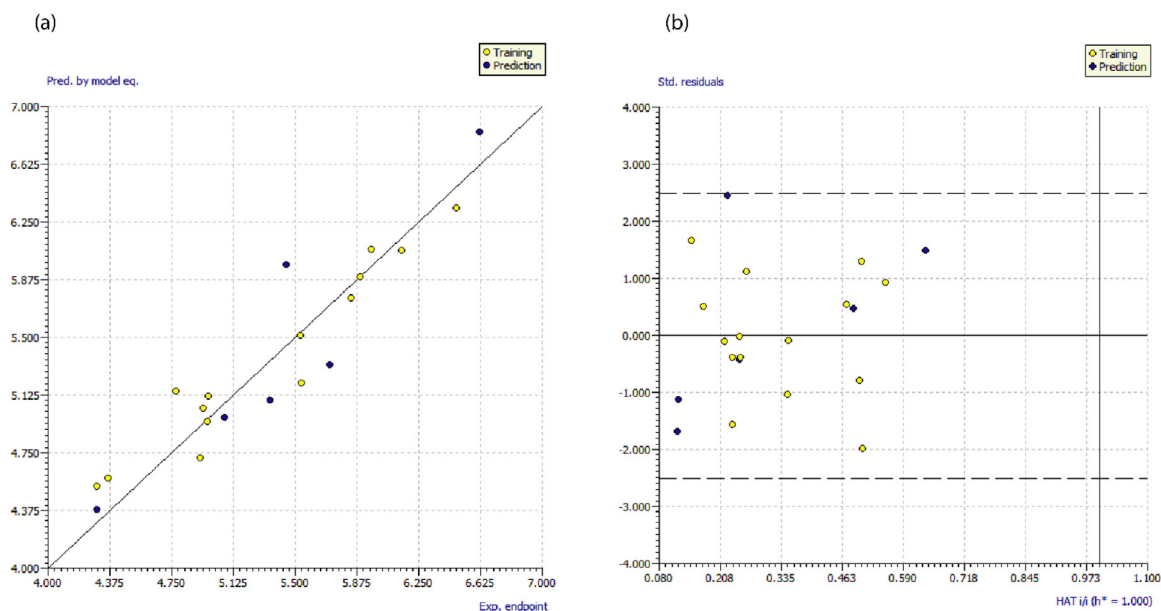 (a)
Training
Prediction
Pred. by model eq.
7.000
6.625
6.250
5.875
5.500
5.125
4.750
4.375
4.000
4.000 4.375 4.750 5.125 5.500 5.875 6.250 6.625 7.000
Exp. endpoint
(b)
Training
Prediction
Std. residuals
4.000
3.000
2.000
1.000
0.000
-1.000
-2.000
-3.000
-4.000
0.080 0.208 0.335 0.463 0.590 0.718 0.845 0.973 1.100
HAT i/i (h* = 1.000)